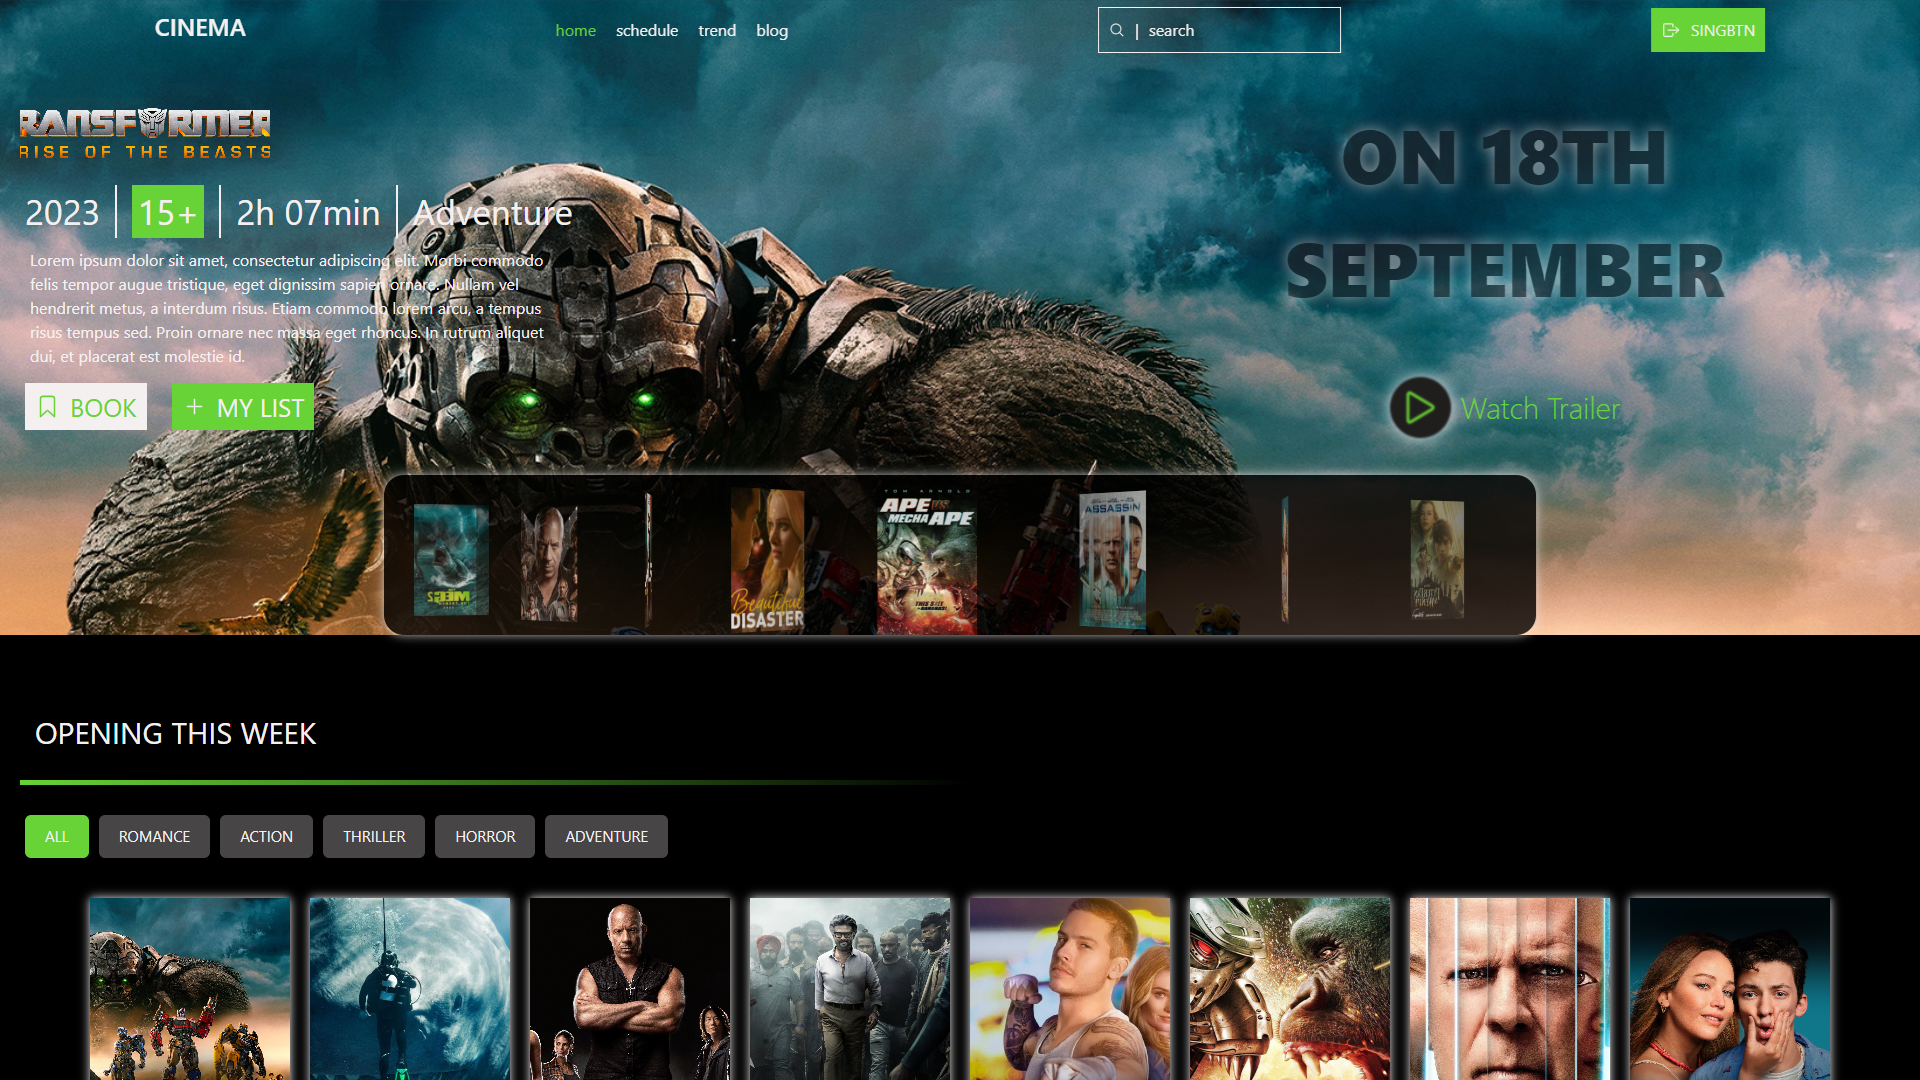 CINEMA
home schedule trend blog
| search
SINGBTN
RANSFORMER
RISE OF THE BEASTS
ON 18TH
SEPTEMBER
2023 15+ 2h 07min Adventure
Lorem ipsum dolor sit amet, consectetur adipiscing elit. Morbi commodo
felis tempor augue tristique, eget dignissim sapien ornare. Nullam vel
hendrerit metus, a interdum risus. Etiam commodo lorem arcu, a tempus
risus tempus sed. Proin ornare nec massa eget rhoncus. In rutrum aliquet
dui, et placerat est molestie id.
BOOK
+ MY LIST
Watch Trailer
Beautiful
DISASTER
TOM ARNOLD
APE VS
MECHA APE
ASSASSIN
OPENING THIS WEEK
ALL ROMANCE ACTION THRILLER HORROR ADVENTURE